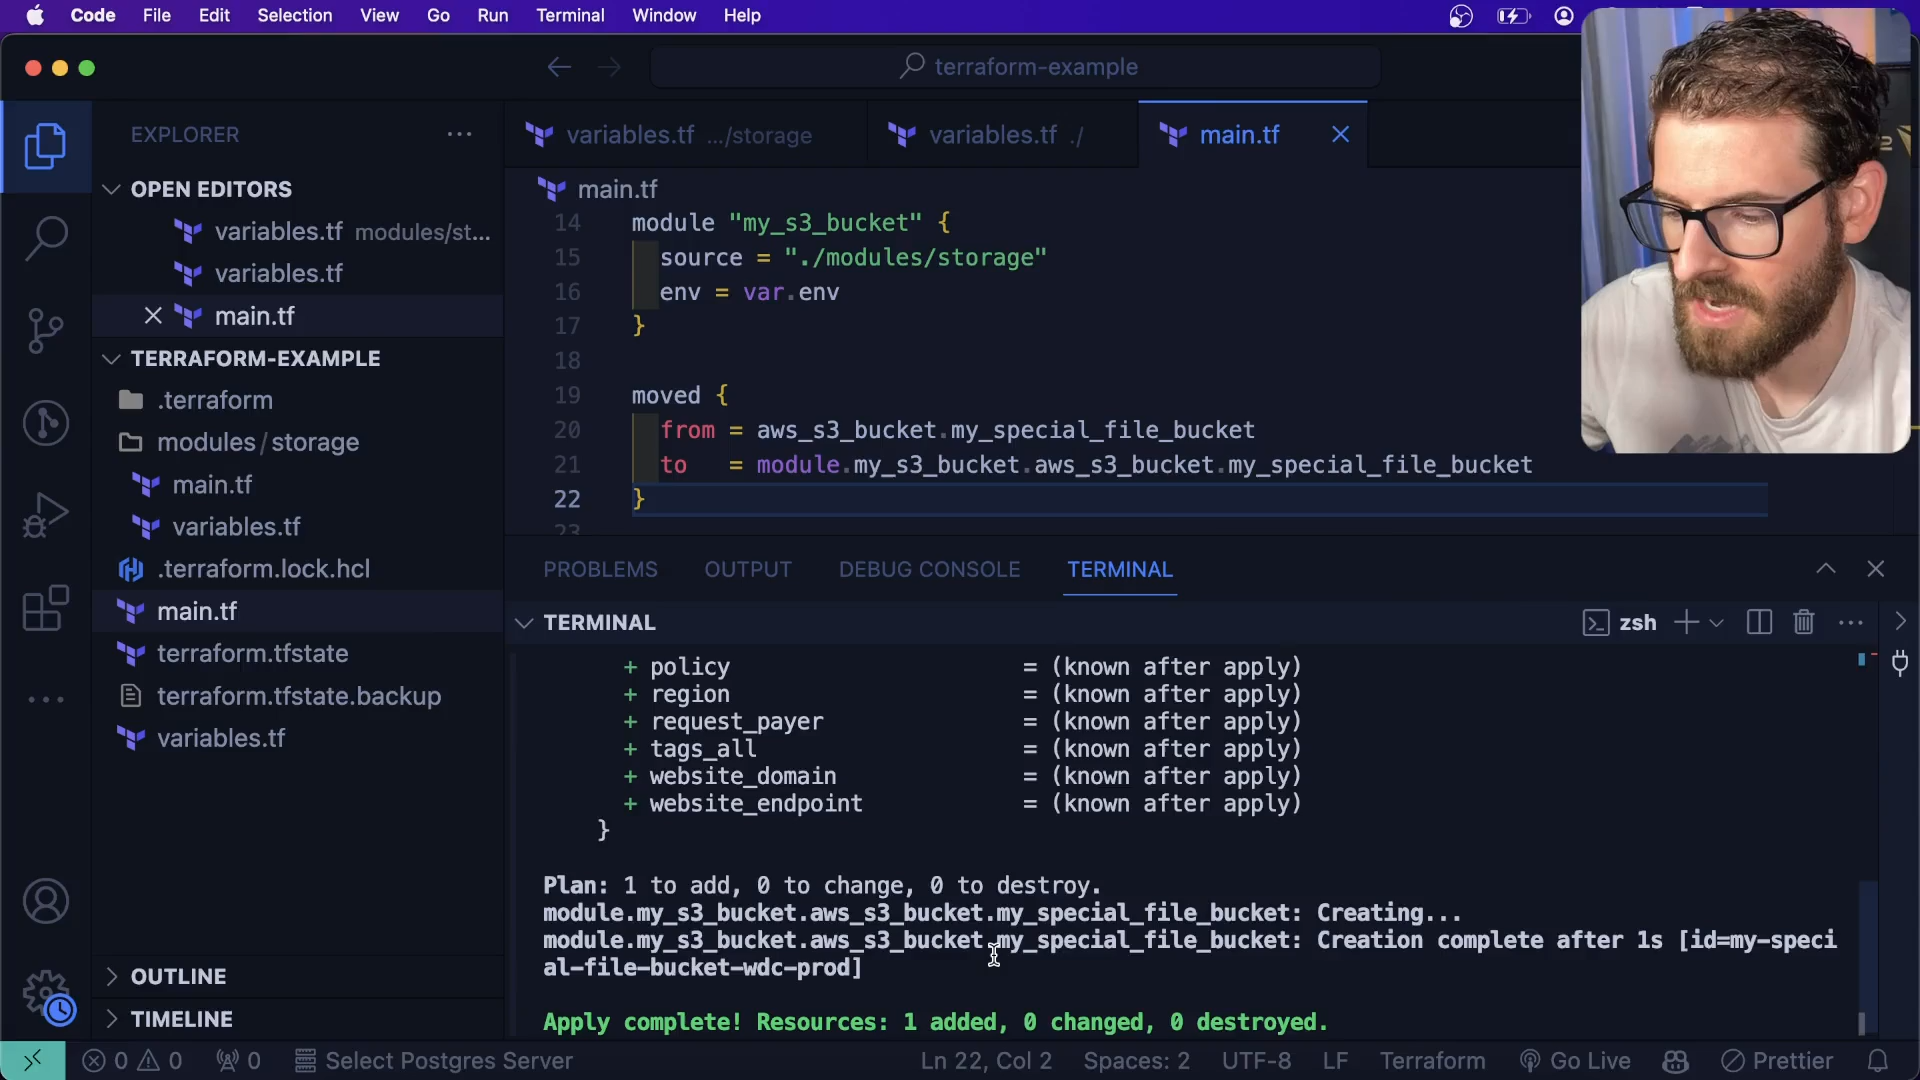 Code File Edit Selection View Go Run Terminal Window Help
terraform-example
EXPLORER
OPEN EDITORS
variables.tf modules/st...
variables.tf
main.tf
TERRAFORM-EXAMPLE
.terraform
modules / storage
main.tf
variables.tf
.terraform.lock.hcl
main.tf
terraform.tfstate
terraform.tfstate.backup
variables.tf
OUTLINE
TIMELINE
variables.tf .../storage
variables.tf ./
main.tf
main.tf
14 module "my_s3_bucket" {
15 source = "./modules/storage"
16 env = var.env
17 }
18
19 moved {
20 from = aws_s3_bucket.my_special_file_bucket
21 to = module.my_s3_bucket.aws_s3_bucket.my_special_file_bucket
22 }
23
PROBLEMS OUTPUT DEBUG CONSOLE TERMINAL
TERMINAL
zsh
+ policy = (known after apply)
+ region = (known after apply)
+ request_payer = (known after apply)
+ tags_all = (known after apply)
+ website_domain = (known after apply)
+ website_endpoint = (known after apply)
}
Plan: 1 to add, 0 to change, 0 to destroy.
module.my_s3_bucket.aws_s3_bucket.my_special_file_bucket: Creating...
module.my_s3_bucket.aws_s3_bucket.my_special_file_bucket: Creation complete after 1s [id=my-speci
al-file-bucket-wdc-prod]
Apply complete! Resources: 1 added, 0 changed, 0 destroyed.
0 0 0 Select Postgres Server Ln 22, Col 2 Spaces: 2 UTF-8 LF Terraform Go Live Prettier